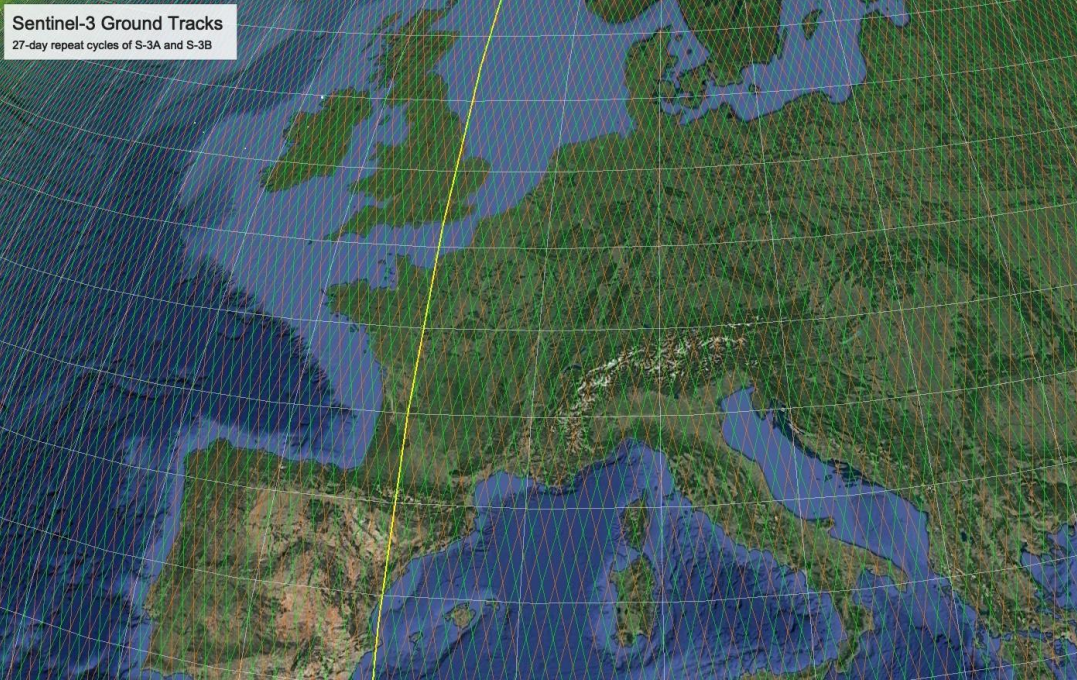 Sentinel-3 Ground Tracks
27-day repeat cycles of S-3A and S-3B